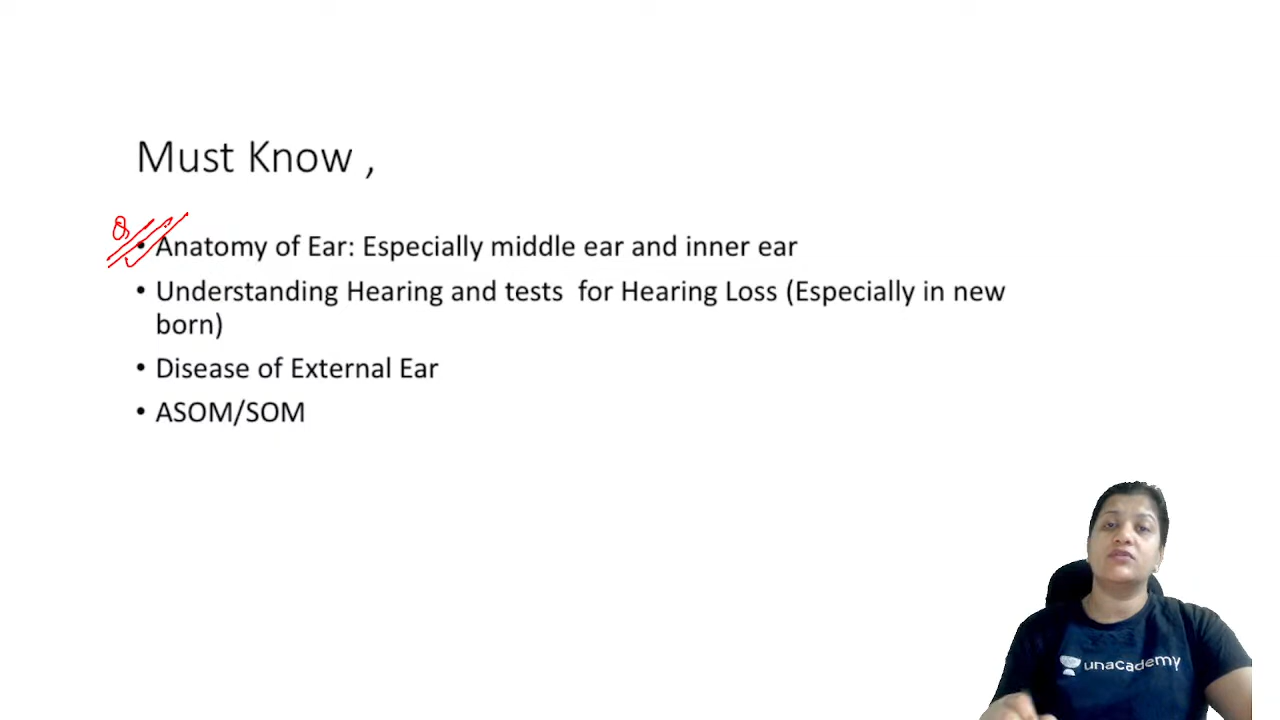 Must Know ,
• Anatomy of Ear: Especially middle ear and inner ear
• Understanding Hearing and tests for Hearing Loss (Especially in new
born)
• Disease of External Ear
• ASOM/SOM
unacademy